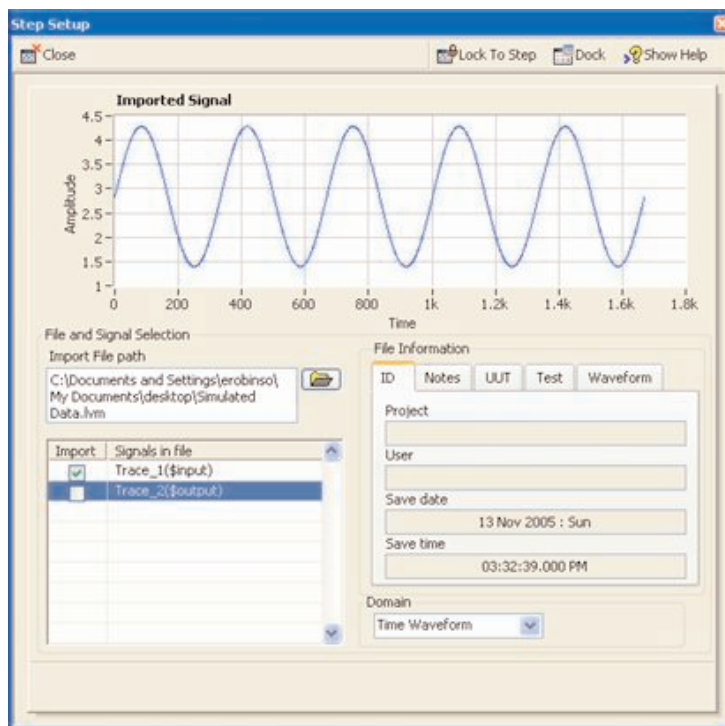 Step Setup
Close
Lock To Step
Dock
Show Help
Imported Signal
4.5
4
3.5
3
2.5
2
1.5
1
Amplitude
0
200
400
600
800
1k
1.2k
1.4k
1.6k
1.8k
Time
File and Signal Selection
Import File path
C:\Documents and Settings\erobinso\
My Documents\desktop\Simulated
Data.lvm
Import
Signals in file
Trace_1($input)
Trace_2($output)
File Information
ID
Notes
UUT
Test
Waveform
Project
User
Save date
13 Nov 2005 : Sun
Save time
03:32:39.000 PM
Domain
Time Waveform